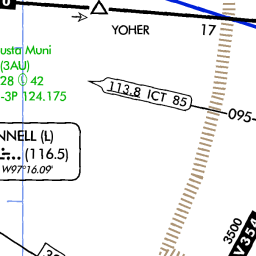 YOHER
17
usta Muni
(3AU)
28 42
-3P 124.175
113.8 ICT 85
095
NNELL (L)
(116.5)
W97°16.09'
3500
V 354